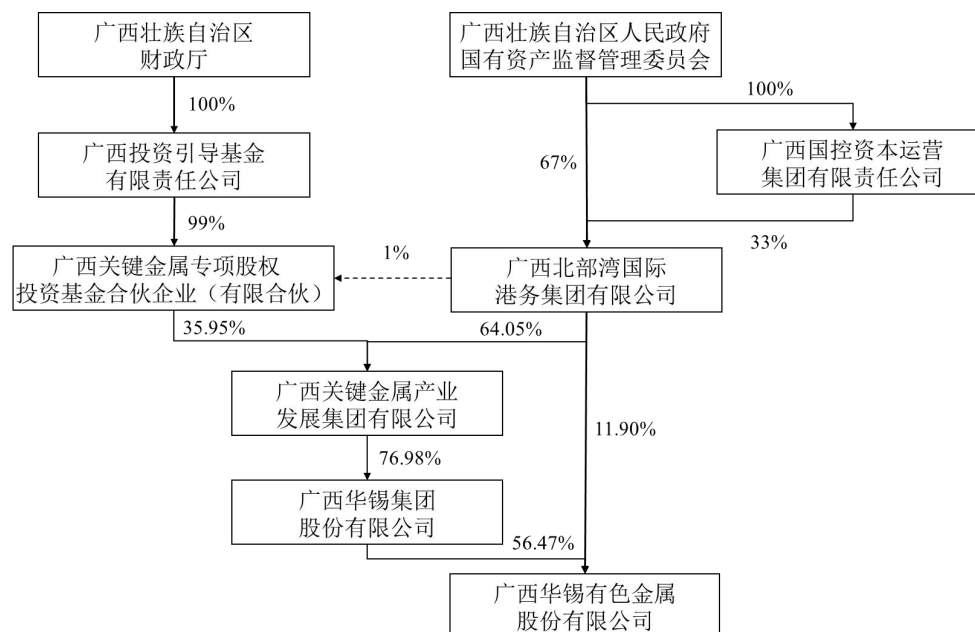 广西壮族自治区
财政厅
广西壮族自治区人民政府
国有资产监督管理委员会
100%
100%
广西投资引导基金
有限责任公司
67%
广西国控资本运营
集团有限责任公司
99%
33%
1%
广西关键金属专项股权
投资基金合伙企业（有限合伙）
广西北部湾国际
港务集团有限公司
35.95%
64.05%
广西关键金属产业
发展集团有限公司
11.90%
76.98%
广西华锡集团
股份有限公司
56.47%
广西华锡有色金属
股份有限公司